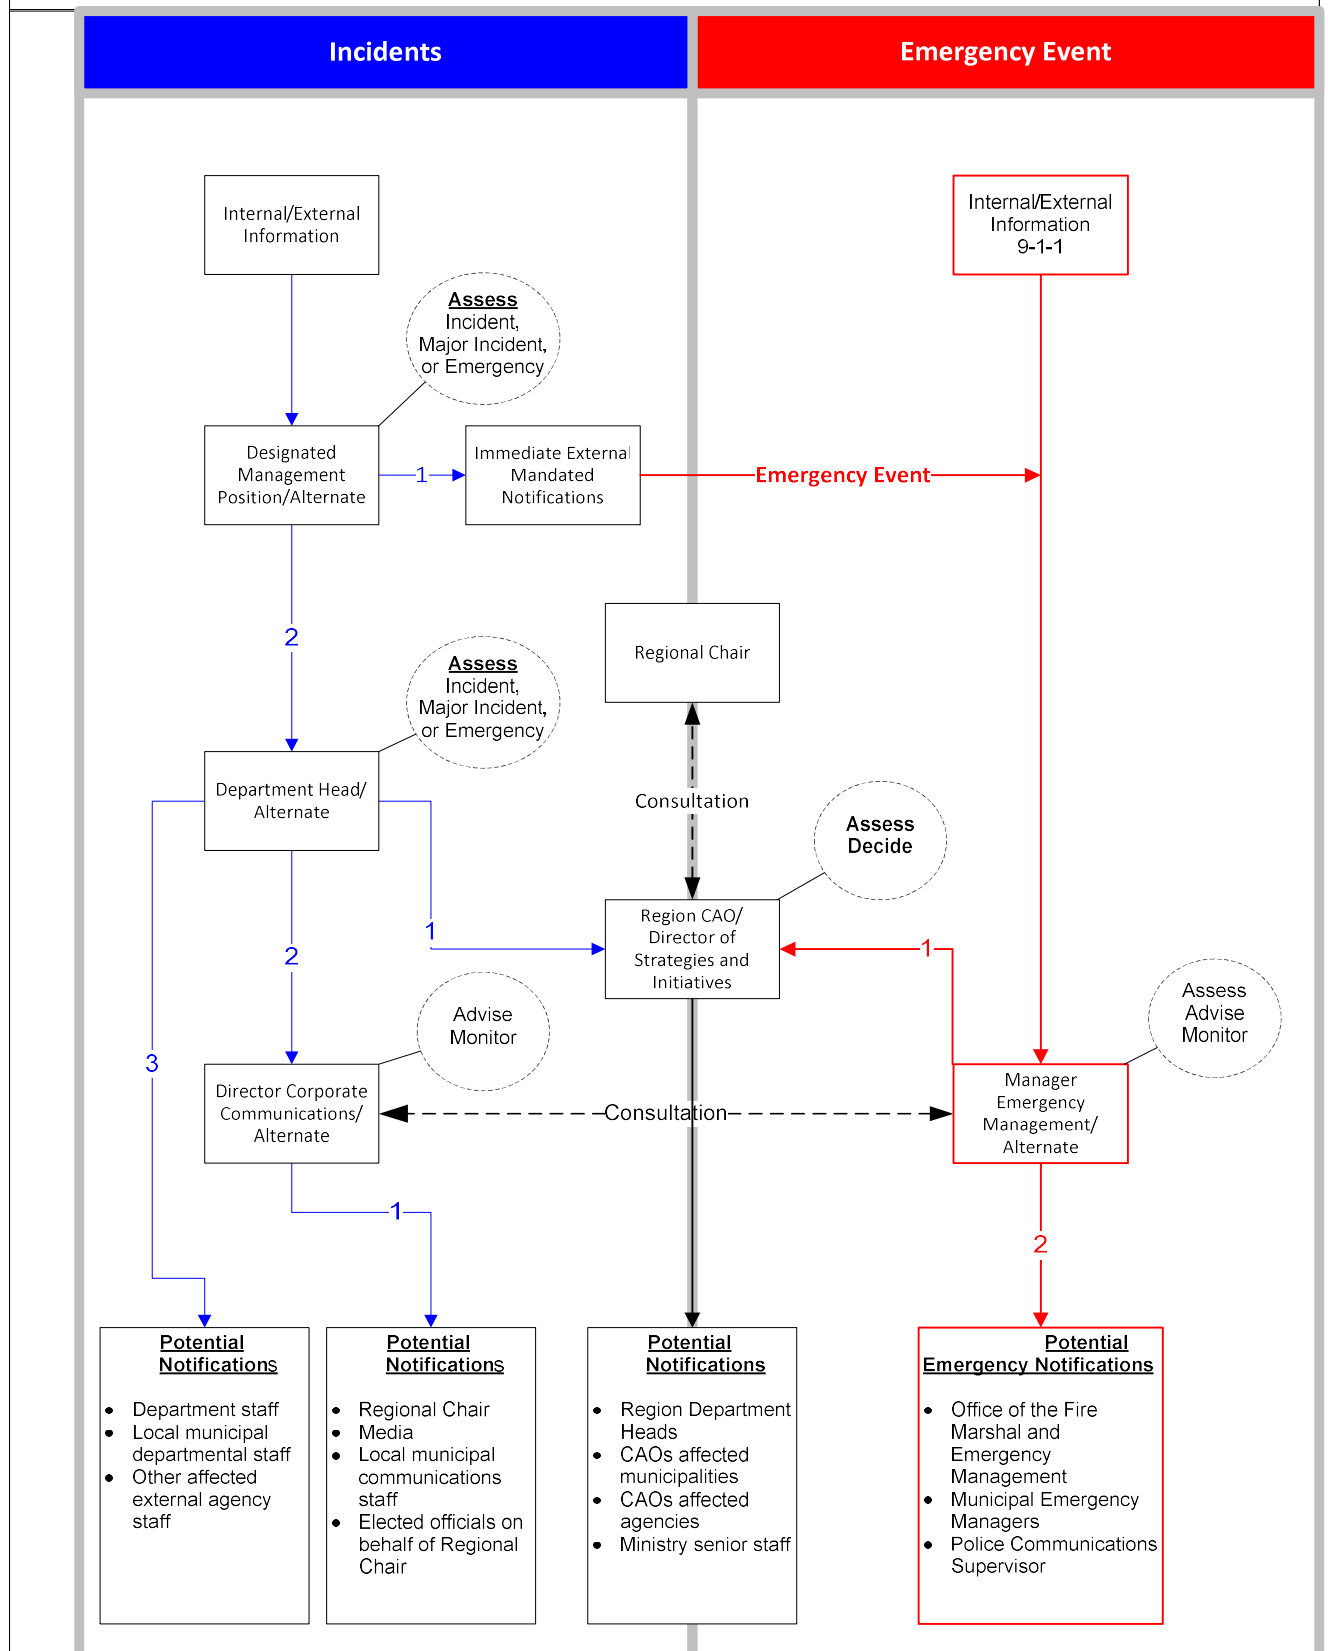 Incidents
Emergency Event
Internal/External
Information
Internal/External
Information
9-1-1
Assess
Incident,
Major Incident,
or Emergency
Designated
Management
Position/Alternate
1
Immediate External
Mandated
Notifications
Emergency Event
2
Regional Chair
Assess
Incident,
Major Incident,
or Emergency
Department Head/
Alternate
Consultation
Assess
Decide
1
2
Region CAO/
Director of
Strategies and
Initiatives
1
Advise
Monitor
Assess
Advise
Monitor
3
Director Corporate
Communications/
Alternate
Consultation
Manager
Emergency
Management/
Alternate
1
2
Potential
Notifications
• Department staff
• Local municipal
departmental staff
• Other affected
external agency
staff
Potential
Notifications
• Regional Chair
• Media
• Local municipal
communications
staff
• Elected officials on
behalf of Regional
Chair
Potential
Notifications
• Region Department
Heads
• CAOs affected
municipalities
• CAOs affected
agencies
• Ministry senior staff
Potential
Emergency Notifications
• Office of the Fire
Marshal and
Emergency
Management
• Municipal Emergency
Managers
• Police Communications
Supervisor